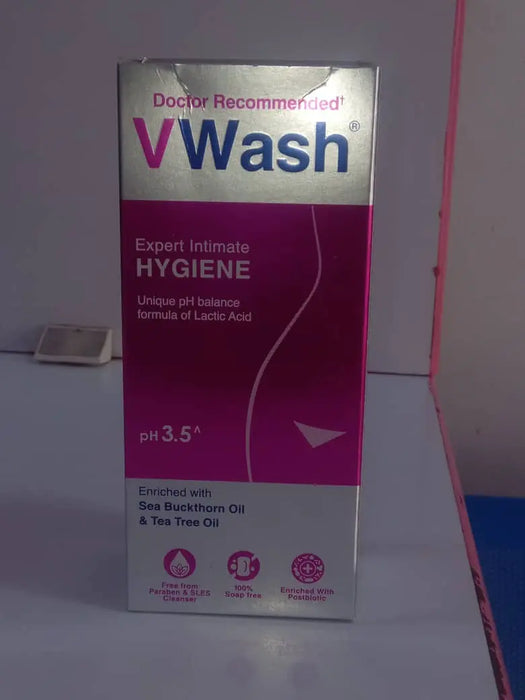 Doctor Recommended†
VWash®
Expert Intimate
HYGIENE
Unique pH balance
formula of Lactic Acid
pH 3.5^
Enriched with
Sea Buckthorn Oil
& Tea Tree Oil
Free from
Paraben & SLES
Cleanser
100%
Soap free
Enriched With
Postbiotic